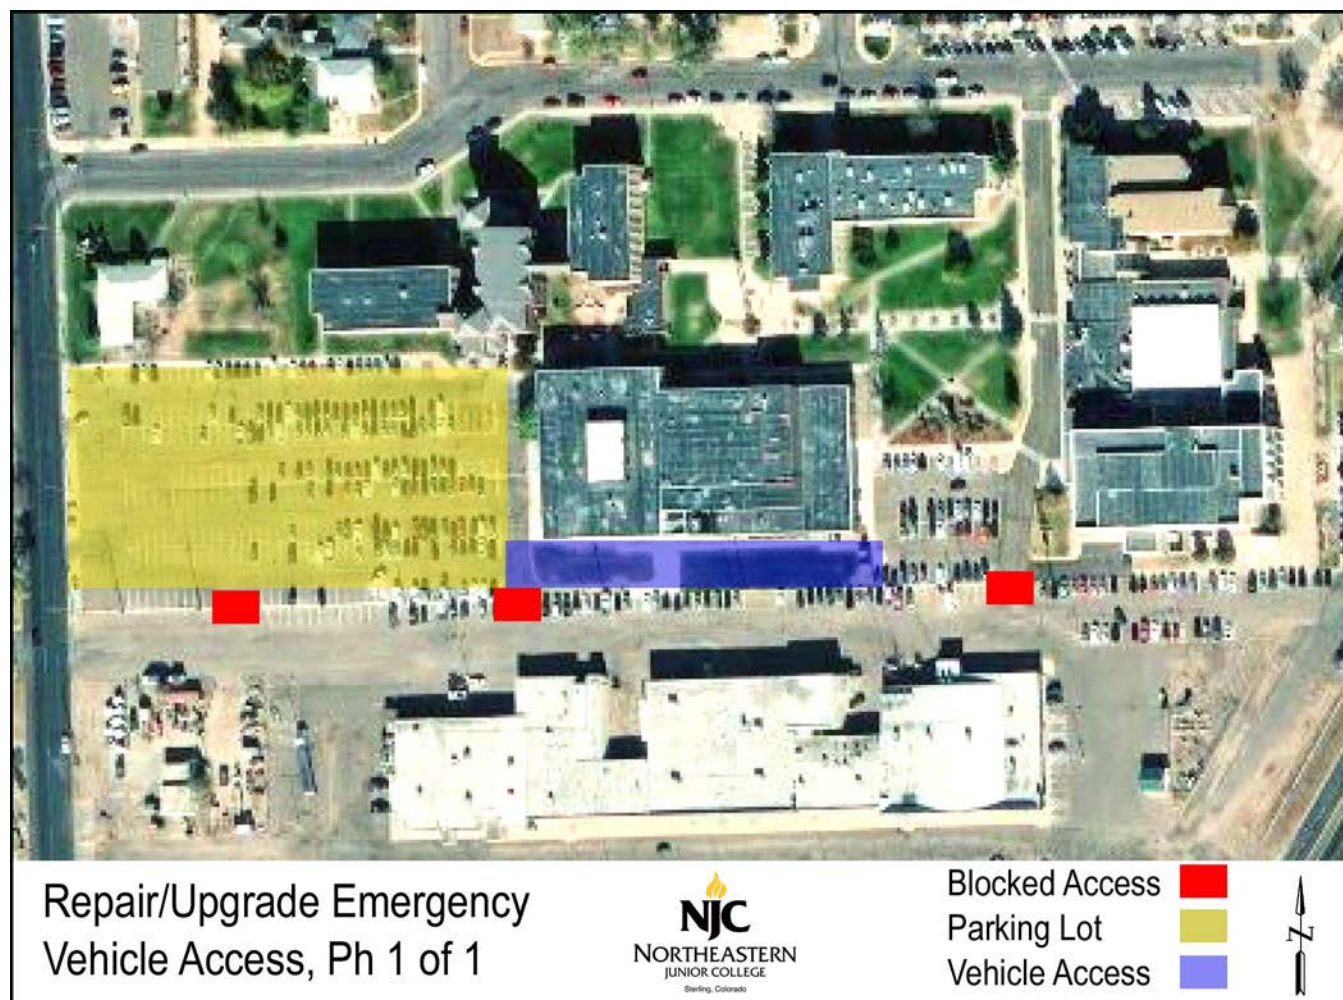 Repair/Upgrade Emergency
Vehicle Access, Ph 1 of 1
NJC
NORTHEASTERN
JUNIOR COLLEGE
Sterling, Colorado
Blocked Access
Parking Lot
Vehicle Access
N